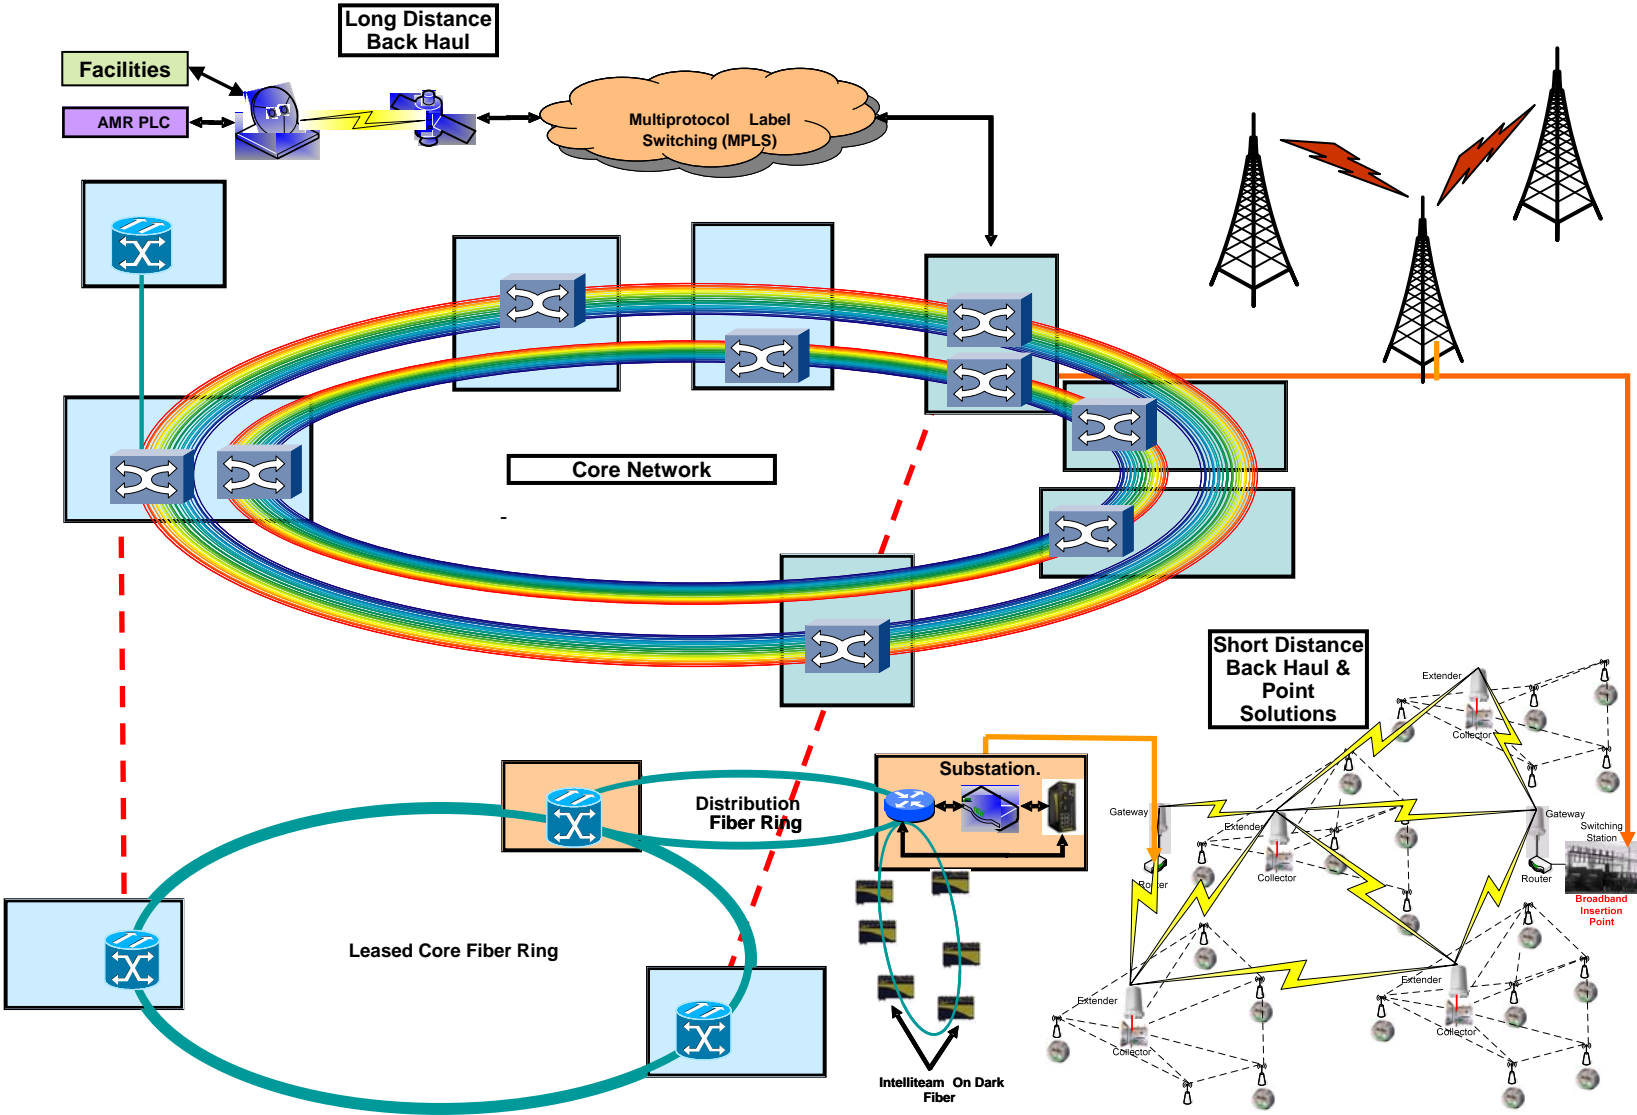 Long Distance
Back Haul
Facilities
AMR PLC
Multiprotocol Label
Switching (MPLS)
Core Network
-
Short Distance
Back Haul &
Point
Solutions
Extender
Collector
Substation.
Distribution
Fiber Ring
Gateway
Router
Extender
Collector
Gateway
Switching
Station
Router
Broadband
Insertion
Point
Leased Core Fiber Ring
Extender
Collector
Extender
Collector
Intelliteam On Dark
Fiber